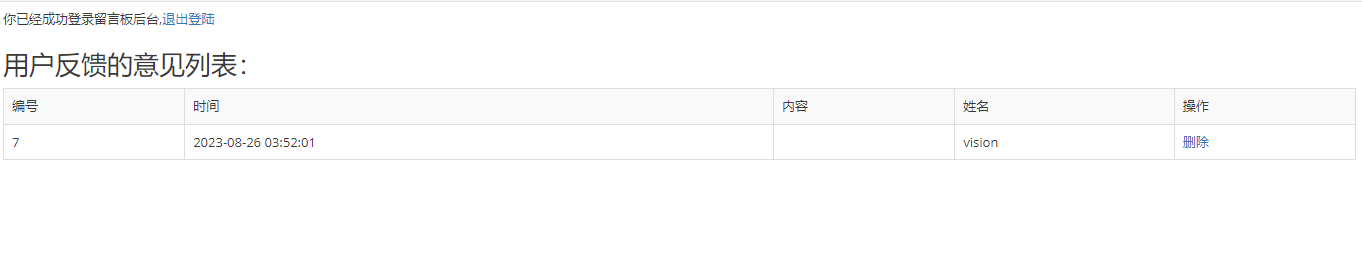 你已经成功登录留言板后台,退出登陆
用户反馈的意见列表：
编号 时间 内容 姓名 操作
7 2023-08-26 03:52:01 vision 删除